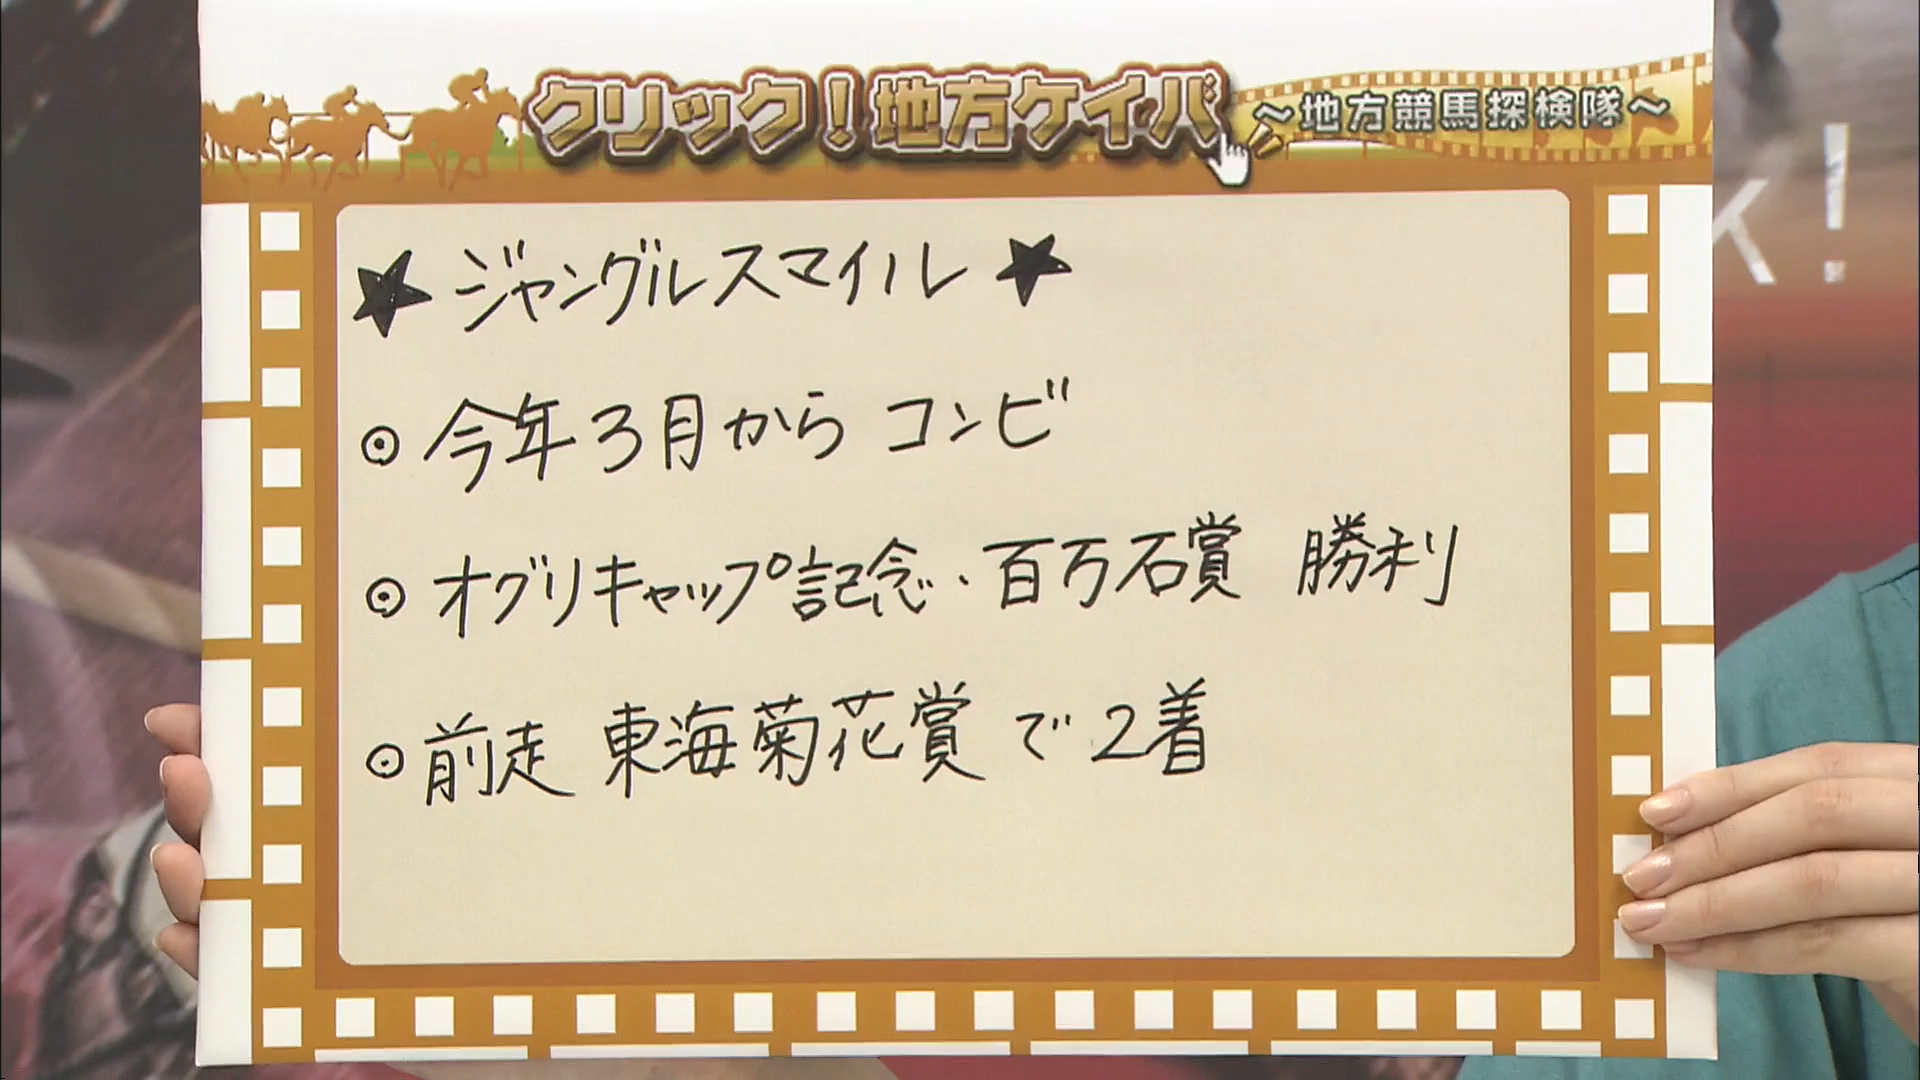 クリック!地方ケイバ ～地方競馬探検隊～
★ ジャングルスマイル ★
⊙ 今年3月から コンビ
⊙ オグリキャップ記念・百万石賞 勝利
⊙ 前走 東海菊花賞 で 2着
K!